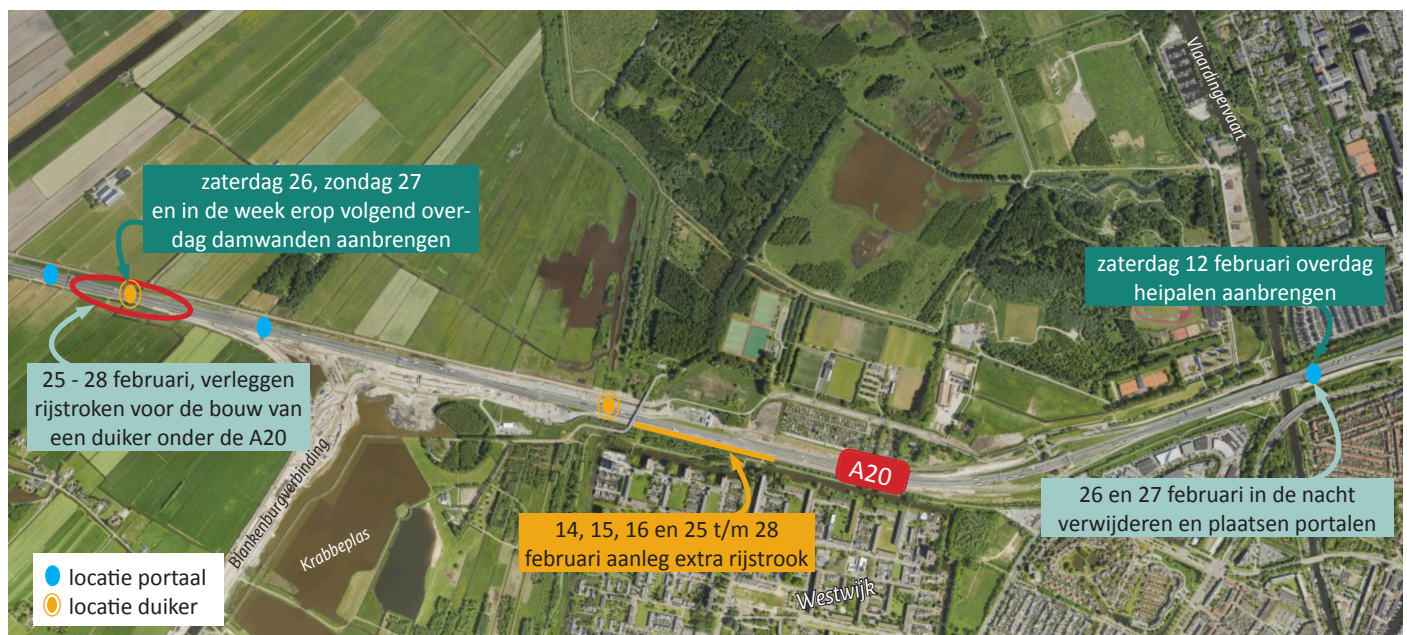 Vlaardingervaart
zaterdag 26, zondag 27
en in de week erop volgend over-
dag damwanden aanbrengen
zaterdag 12 februari overdag
heipalen aanbrengen
25 - 28 februari, verleggen
rijstroken voor de bouw van
een duiker onder de A20
A20
26 en 27 februari in de nacht
verwijderen en plaatsen portalen
14, 15, 16 en 25 t/m 28
februari aanleg extra rijstrook
Blankenburgverbinding
Krabbeplas
Westwijk
locatie portaal
locatie duiker